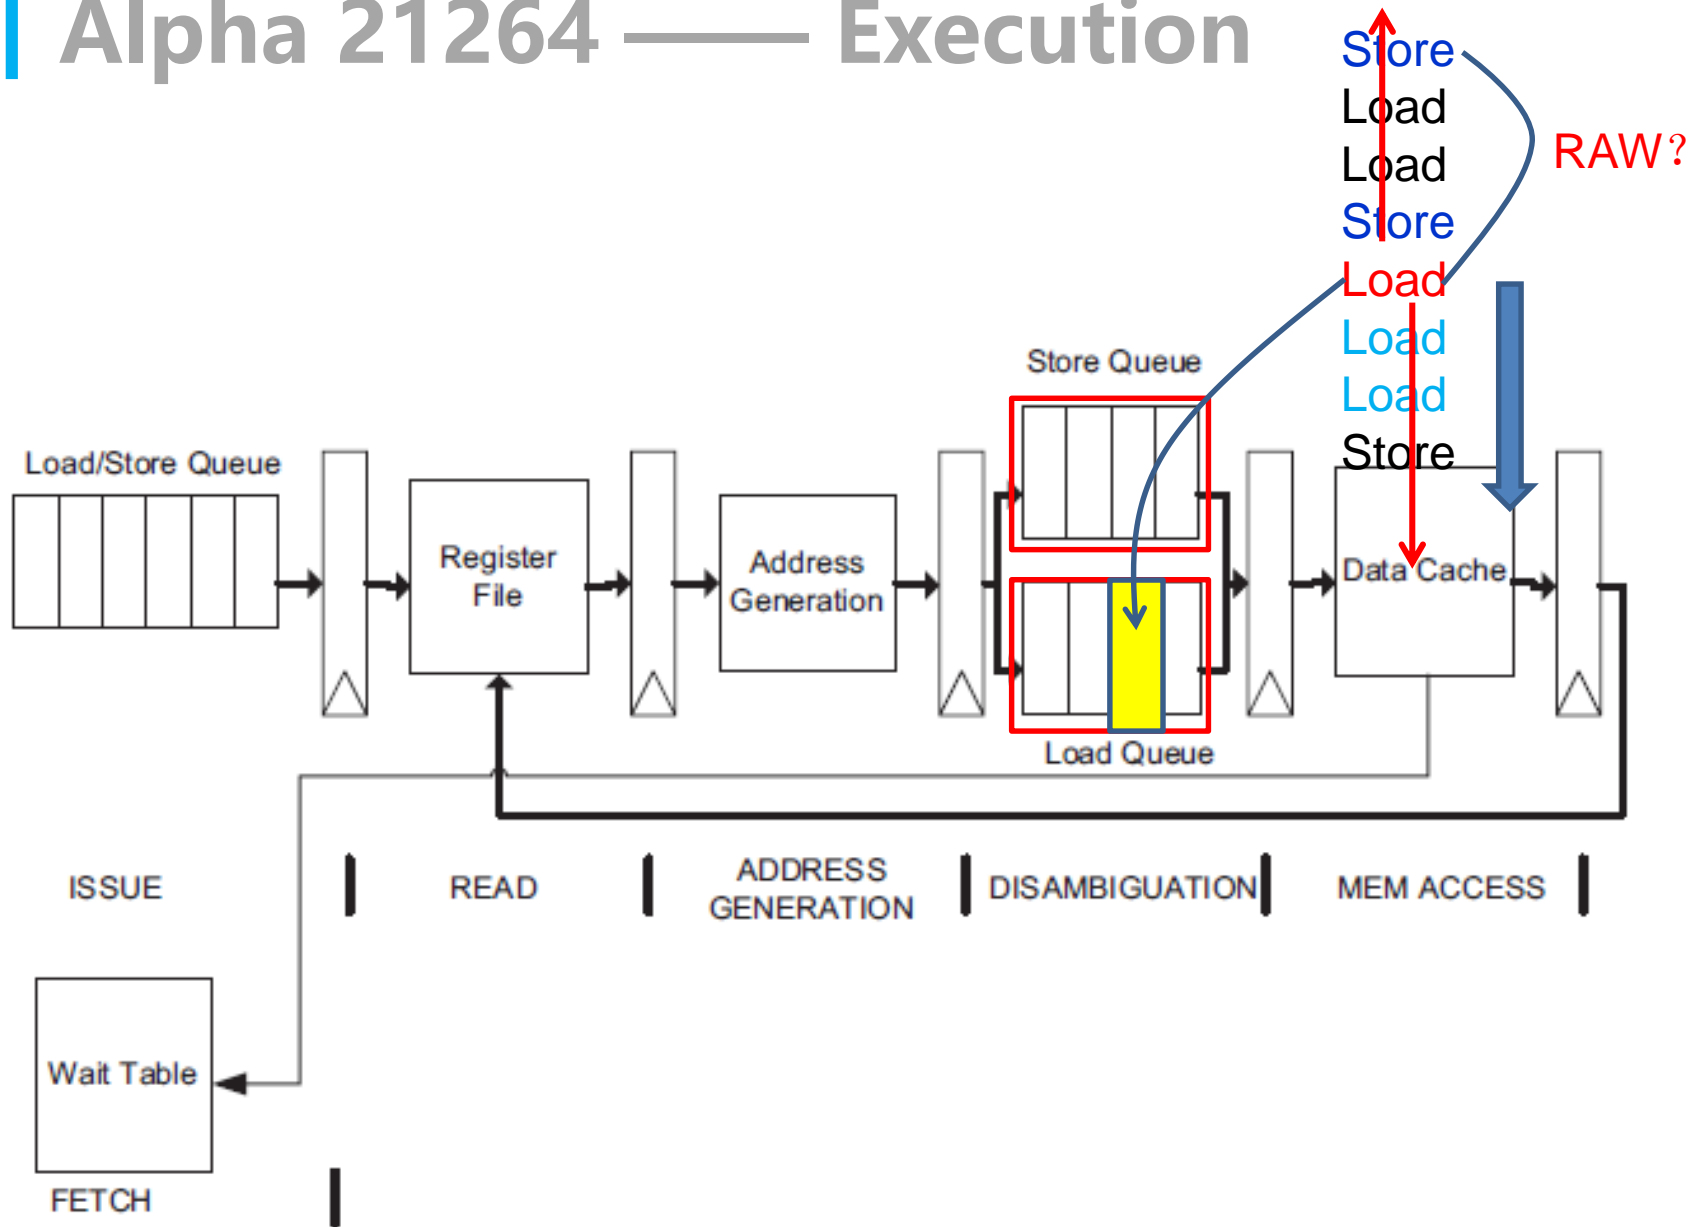 Alpha 21264 —— Execution
Store
Load
Load
Store
Load
Load
Load
Store
RAW？
Store Queue
Load/Store Queue
Register
File
Address
Generation
Data Cache
Load Queue
ISSUE
READ
ADDRESS
GENERATION
DISAMBIGUATION
MEM ACCESS
Wait Table
FETCH